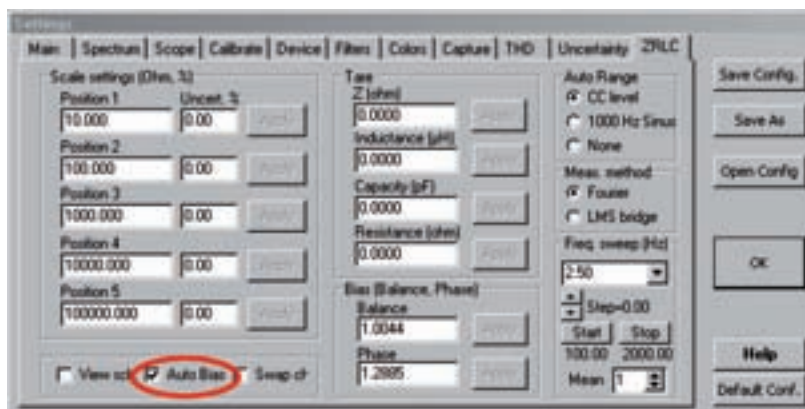 Settings
Main Spectrum Scope Calibrate Device Filters Colors Capture THD Uncertainty ZRLC
Scale settings (Ohm, %)
Position 1 Uncert. %
10.000 0.00 Apply
Position 2
100.000 0.00 Apply
Position 3
1000.000 0.00 Apply
Position 4
10000.000 0.00 Apply
Position 5
100000.000 0.00 Apply
View Auto Bias Swap ch
Tare
Z (ohm)
0.0000 Apply
Inductance (µH)
0.0000 Apply
Capacity (pF)
0.0000 Apply
Resistance (ohm)
0.0000 Apply
Bias (Balance, Phase)
Balance
1.0044 Apply
Phase
1.2885 Apply
Auto Range
CC level
1000 Hz Sinus
None
Meas. method
Fourier
LMS bridge
Freq. sweep (Hz)
2.50
Step=0.00
Start Stop
100.00 2000.00
Mean 1
Save Config.
Save As
Open Config
OK
Help
Default Conf.